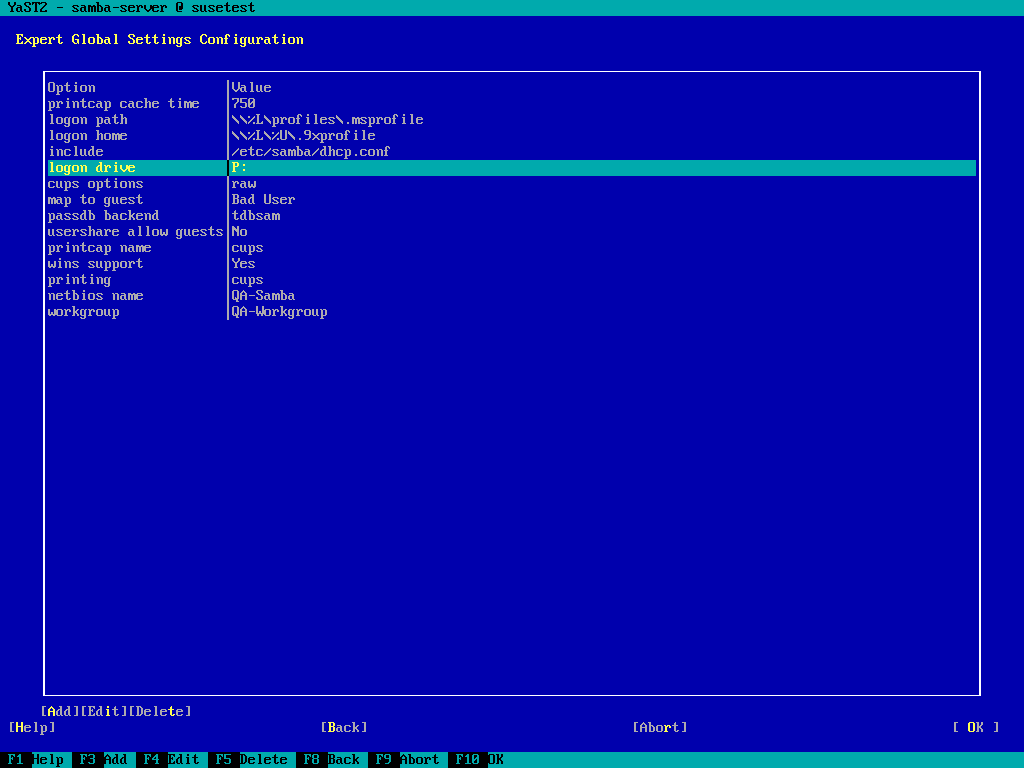 YaST2 - samba-server @ susetest
Expert Global Settings Configuration
Option |Value
printcap cache time |750
logon path |\\%L\profiles\.msprofile
logon home |\\%L\%U\.9xprofile
include |/etc/samba/dhcp.conf
logon drive |P:
cups options |raw
map to guest |Bad User
passdb backend |tdbsam
usershare allow guests|No
printcap name |cups
wins support |Yes
printing |cups
netbios name |QA-Samba
workgroup |QA-Workgroup
[Add][Edit][Delete]
[Help] [Back] [Abort] [ OK ]
F1 Help F3 Add F4 Edit F5 Delete F8 Back F9 Abort F10 OK